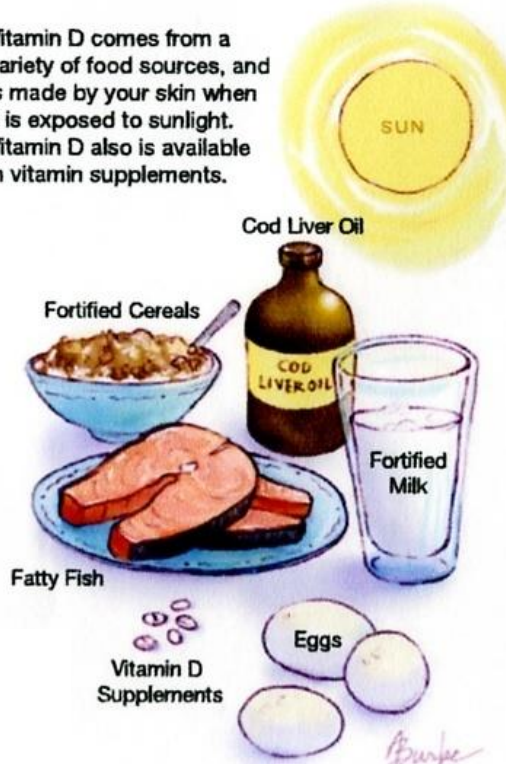 itamin D comes from a
ariety of food sources, and
s made by your skin when
is exposed to sunlight.
itamin D also is available
n vitamin supplements.
SUN
Cod Liver Oil
Fortified Cereals
COD
LIVER OIL
Fortified
Milk
Fatty Fish
Eggs
Vitamin D
Supplements